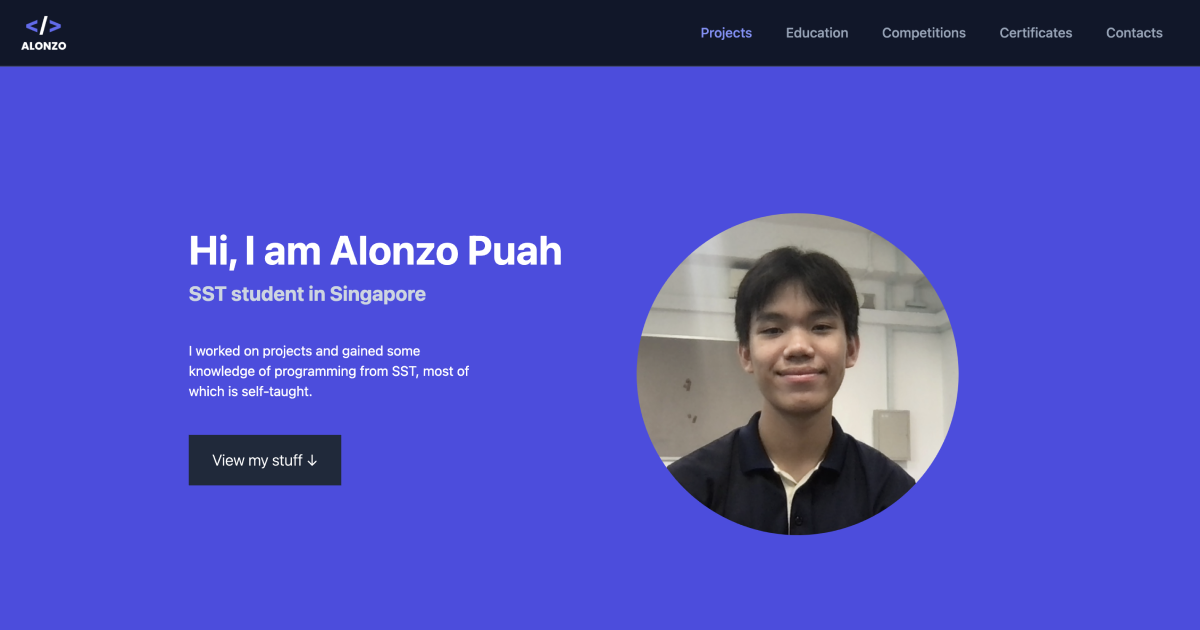 </>
ALONZO
Projects Education Competitions Certificates Contacts
Hi, I am Alonzo Puah
SST student in Singapore
I worked on projects and gained some
knowledge of programming from SST, most of
which is self-taught.
View my stuff ↓